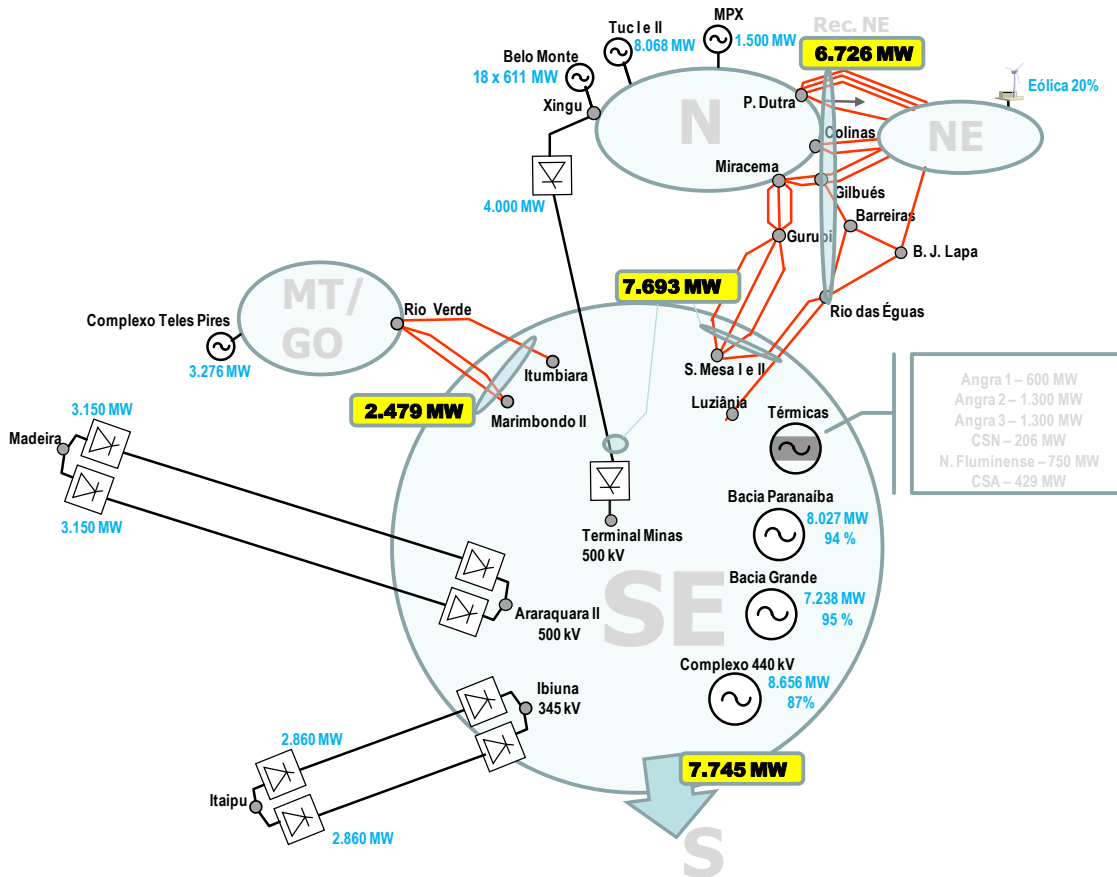 MPX
1.500 MW
Tuc I e II
8.068 MW
Rec. NE
6.726 MW
Belo Monte
18 x 611 MW
Xingu
N
P. Dutra
Eólica 20%
NE
Colinas
Miracema
Gilbués
4.000 MW
Barreiras
Gurupi
B. J. Lapa
MT/
GO
7.693 MW
Rio Verde
Rio das Éguas
Complexo Teles Pires
3.276 MW
Itumbiara
S. Mesa I e II
2.479 MW
Marimbondo II
Luziânia
Térmicas
Angra 1 – 600 MW
Angra 2 – 1.300 MW
Angra 3 – 1.300 MW
CSN – 206 MW
N. Fluminense – 750 MW
CSA – 429 MW
3.150 MW
Madeira
3.150 MW
Bacia Paranaíba
8.027 MW
94 %
Terminal Minas
500 kV
SE
Bacia Grande
7.238 MW
95 %
Araraquara II
500 kV
Complexo 440 kV
8.656 MW
87%
Ibiuna
345 kV
2.860 MW
Itaipu
2.860 MW
7.745 MW
S